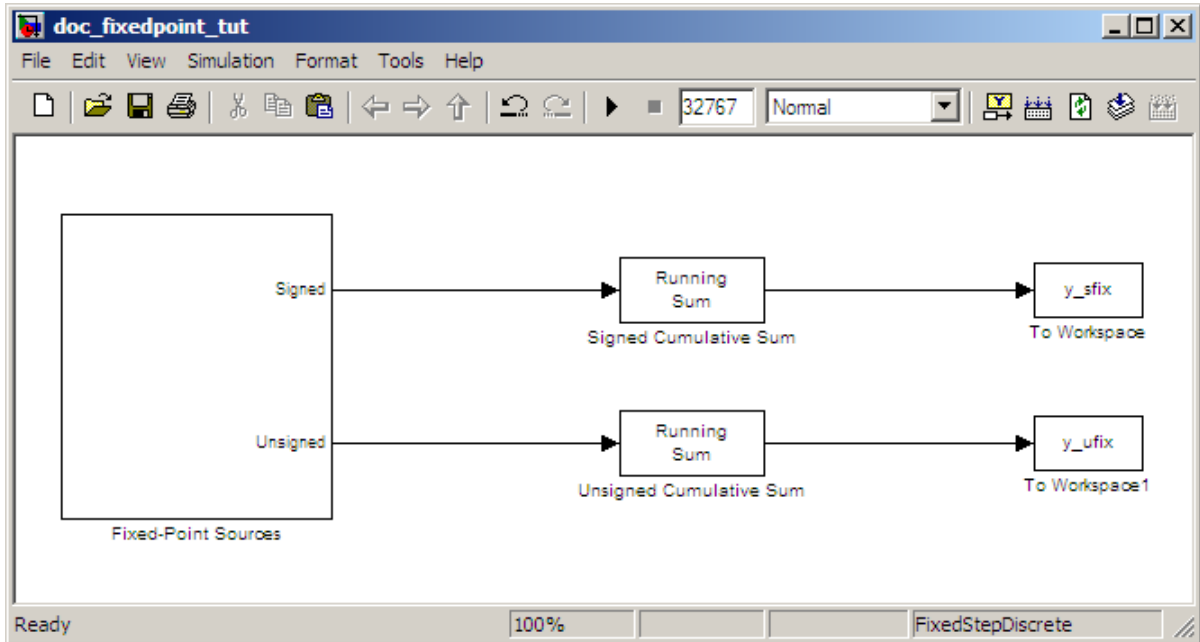 doc_fixedpoint_tut
File Edit View Simulation Format Tools Help
32767 Normal
Signed
Running
Sum
Signed Cumulative Sum
y_sfix
To Workspace
Unsigned
Running
Sum
Unsigned Cumulative Sum
y_ufix
To Workspace1
Fixed-Point Sources
Ready 100% FixedStepDiscrete